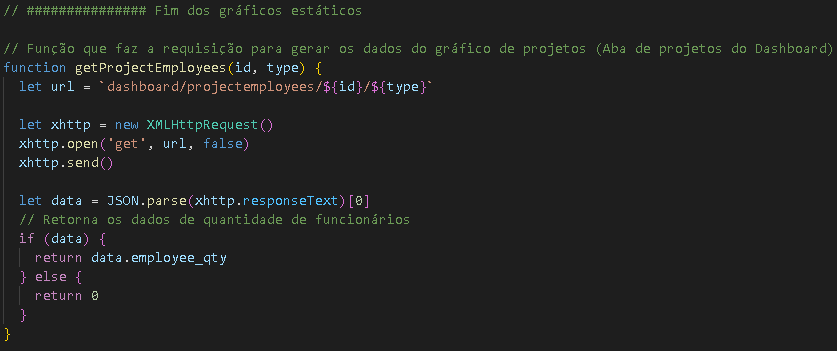 // ############### Fim dos gráficos estáticos
// Função que faz a requisição para gerar os dados do gráfico de projetos (Aba de projetos do Dashboard)
function getProjectEmployees(id, type) {
let url = `dashboard/projectemployees/${id}/${type}`
let xhttp = new XMLHttpRequest()
xhttp.open('get', url, false)
xhttp.send()
let data = JSON.parse(xhttp.responseText)[0]
// Retorna os dados de quantidade de funcionários
if (data) {
return data.employee_qty
} else {
return 0
}
}